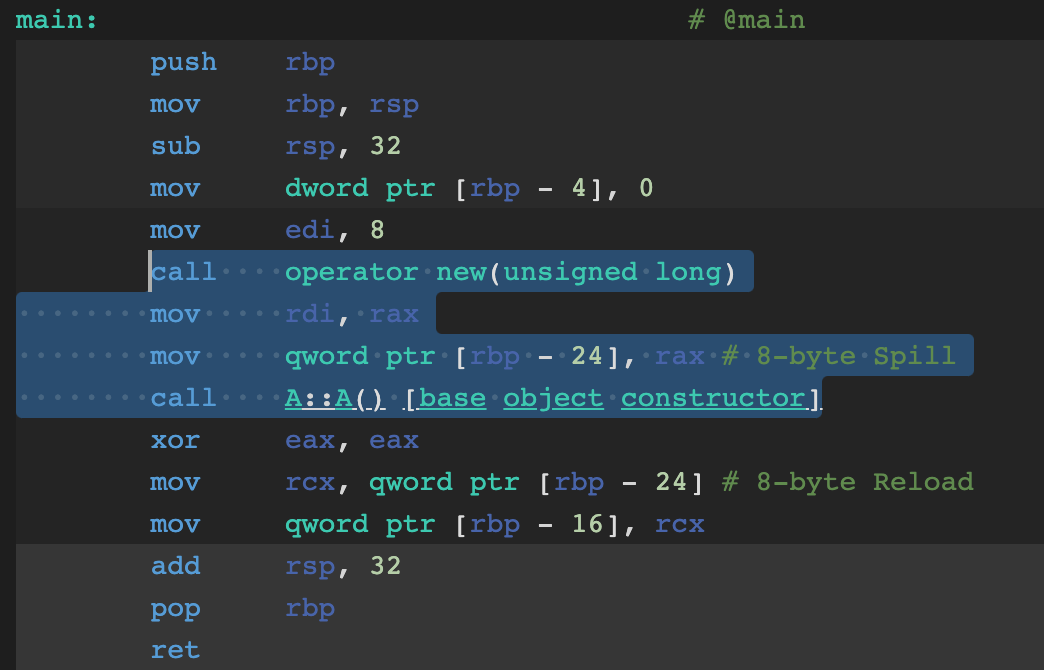 main:                                   # @main
        push    rbp
        mov     rbp, rsp
        sub     rsp, 32
        mov     dword ptr [rbp - 4], 0
        mov     edi, 8
        call    operator new(unsigned long)
        mov     rdi, rax
        mov     qword ptr [rbp - 24], rax # 8-byte Spill
        call    A::A() [base object constructor]
        xor     eax, eax
        mov     rcx, qword ptr [rbp - 24] # 8-byte Reload
        mov     qword ptr [rbp - 16], rcx
        add     rsp, 32
        pop     rbp
        ret